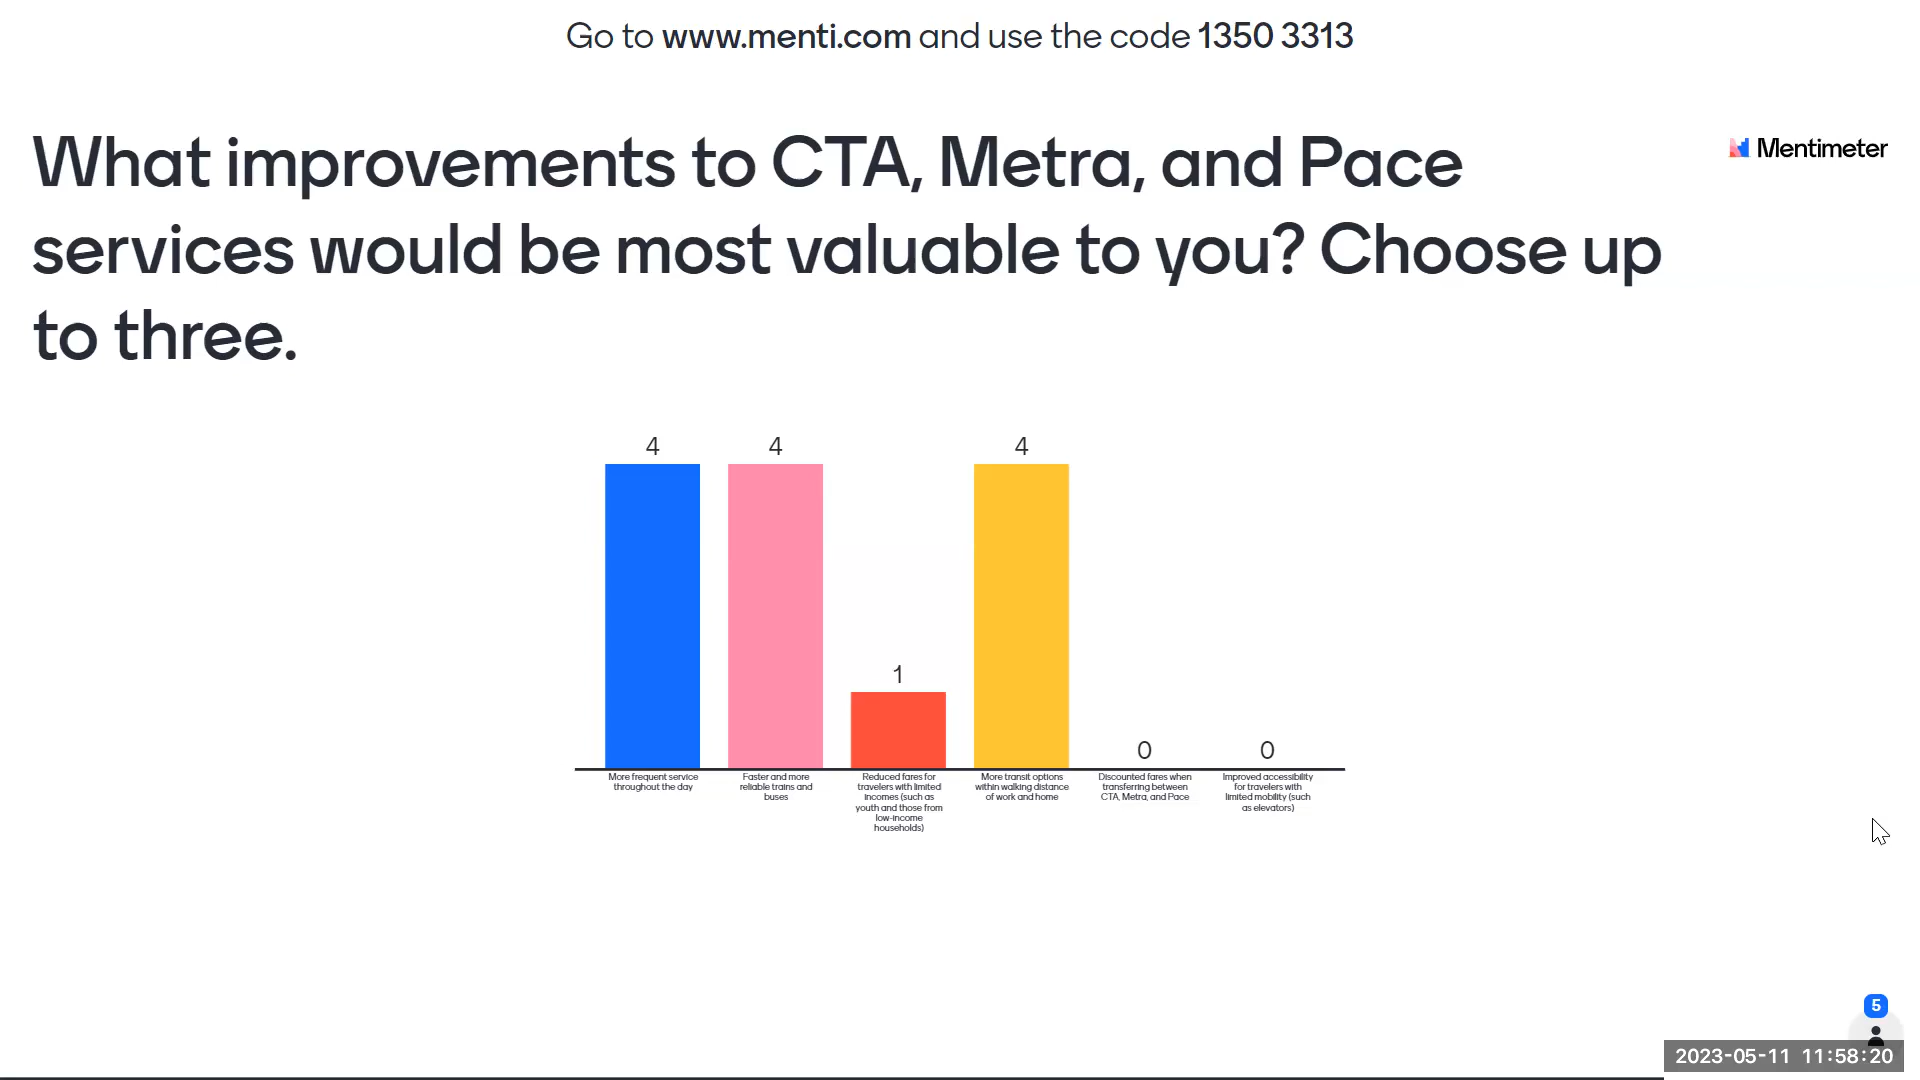 Go to www.menti.com and use the code 1350 3313
What improvements to CTA, Metra, and Pace
services would be most valuable to you? Choose up
to three.
Mentimeter
4
4
1
4
0
0
More frequent service
throughout the day
Faster and more
reliable trains and
buses
Reduced fares for
travelers with limited
incomes (such as
youth and those from
low-income
households)
More transit options
within walking distance
of work and home
Discounted fares when
transferring between
CTA, Metra, and Pace
Improved accessibility
for travelers with
limited mobility (such
as elevators)
5
2023-05-11 11:58:20